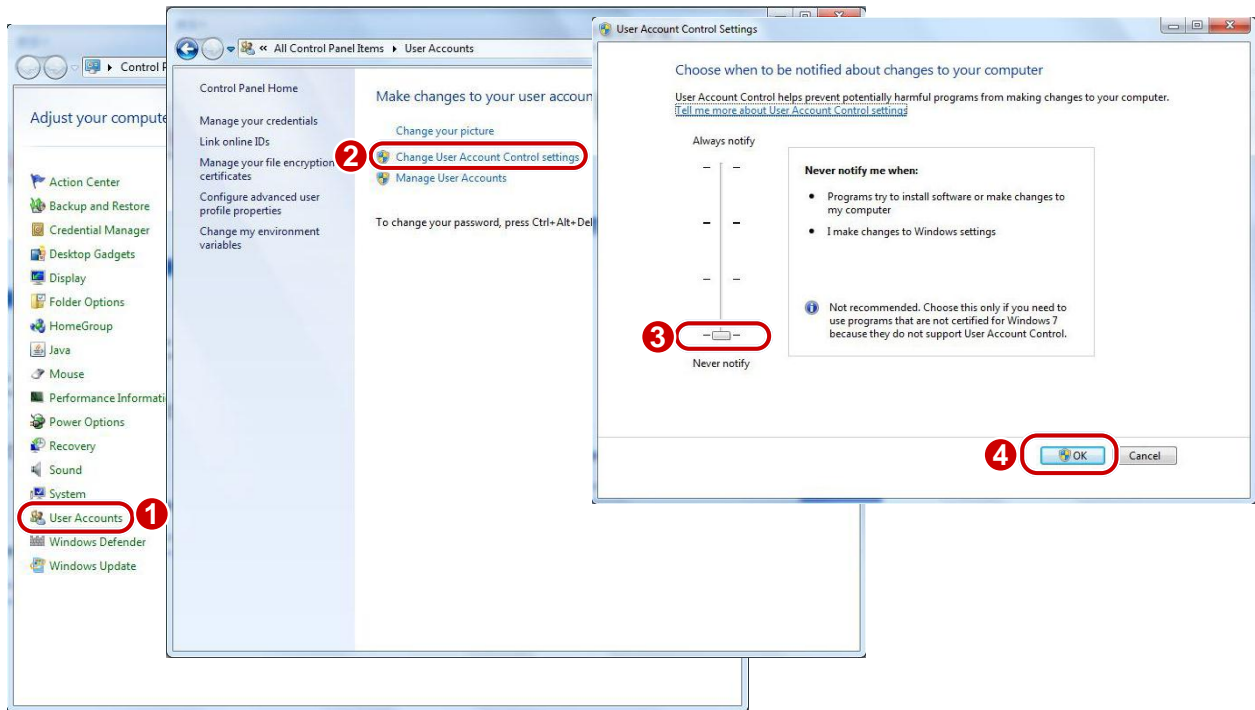 Control P
Adjust your compute
Action Center
Backup and Restore
Credential Manager
Desktop Gadgets
Display
Folder Options
HomeGroup
Java
Mouse
Performance Informati
Power Options
Recovery
Sound
System
User Accounts
1
Windows Defender
Windows Update
« All Control Panel Items ▸ User Accounts
Control Panel Home
Manage your credentials
Link online IDs
Manage your file encryption
certificates
Configure advanced user
profile properties
Change my environment
variables
Make changes to your user accoun
Change your picture
2
Change User Account Control settings
Manage User Accounts
To change your password, press Ctrl+Alt+Del
User Account Control Settings
Choose when to be notified about changes to your computer
User Account Control helps prevent potentially harmful programs from making changes to your computer.
Tell me more about User Account Control settings
Always notify
Never notify me when:
• Programs try to install software or make changes to
my computer
• I make changes to Windows settings
Not recommended. Choose this only if you need to
use programs that are not certified for Windows 7
because they do not support User Account Control.
3
Never notify
4
OK
Cancel